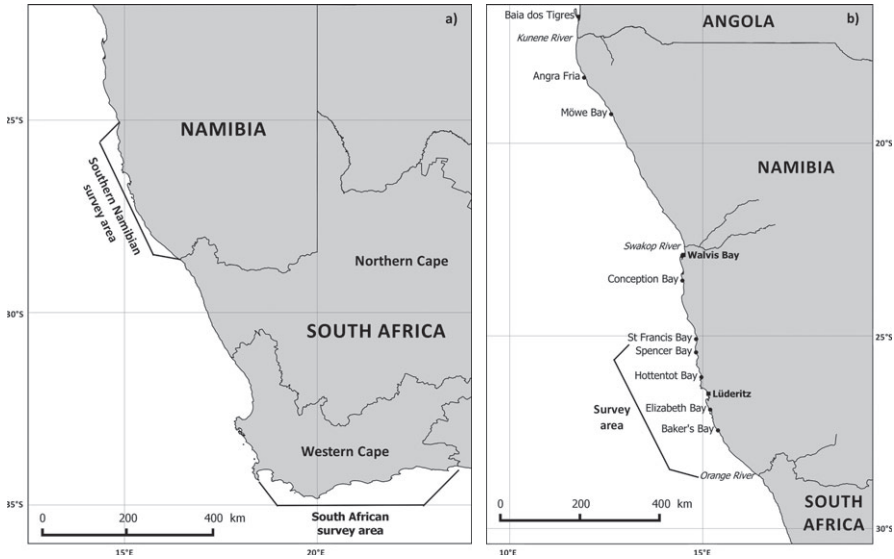 a)
25°S
NAMIBIA
Southern Namibian
survey area
Northern Cape
30°S
SOUTH AFRICA
Western Cape
35°S
0 200 400 km
South African
survey area
15°E 20°E
b)
Baia dos Tigres
ANGOLA
Kunene River
Angra Fria
Möwe Bay
20°S
NAMIBIA
Swakop River
Walvis Bay
Conception Bay
25°S
St Francis Bay
Spencer Bay
Hottentot Bay
Lüderitz
Survey
area
Elizabeth Bay
Baker's Bay
Orange River
SOUTH
AFRICA
0 200 400 km
30°S
10°E 15°E